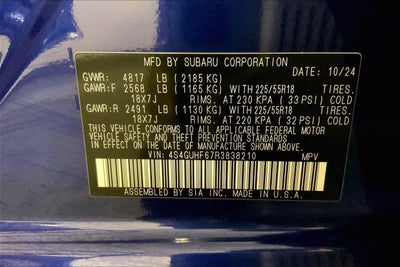 MFD BY SUBARU CORPORATION DATE: 10/24
GVWR: 4817 LB (2185 KG)
GAWR:F 2568 LB (1165 KG) WITH 225/55R18 TIRES.
18X7J RIMS. AT 230 KPA (33 PSI) COLD
GAWR:R 2491 LB (1130 KG) WITH 225/55R18 TIRES.
18X7J RIMS. AT 220 KPA (32 PSI) COLD
THIS VEHICLE CONFORMS TO ALL APPLICABLE FEDERAL MOTOR
VEHICLE SAFETY AND THEFT PREVENTION STANDARDS
IN EFFECT ON THE DATE OF MANUFACTURE SHOWN ABOVE.
VIN: 4S4GUHF67R3838210 MPV
ASSEMBLED BY SIA INC. MADE IN U.S.A.